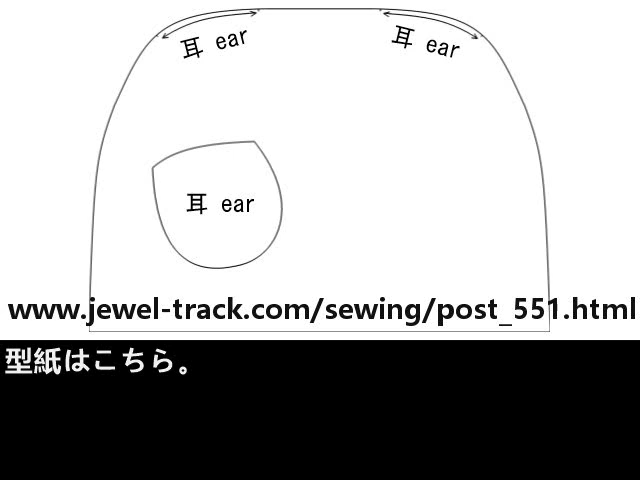 耳 ear
耳 ear
耳 ear
www.jewel-track.com/sewing/post_551.html
型紙はこちら。